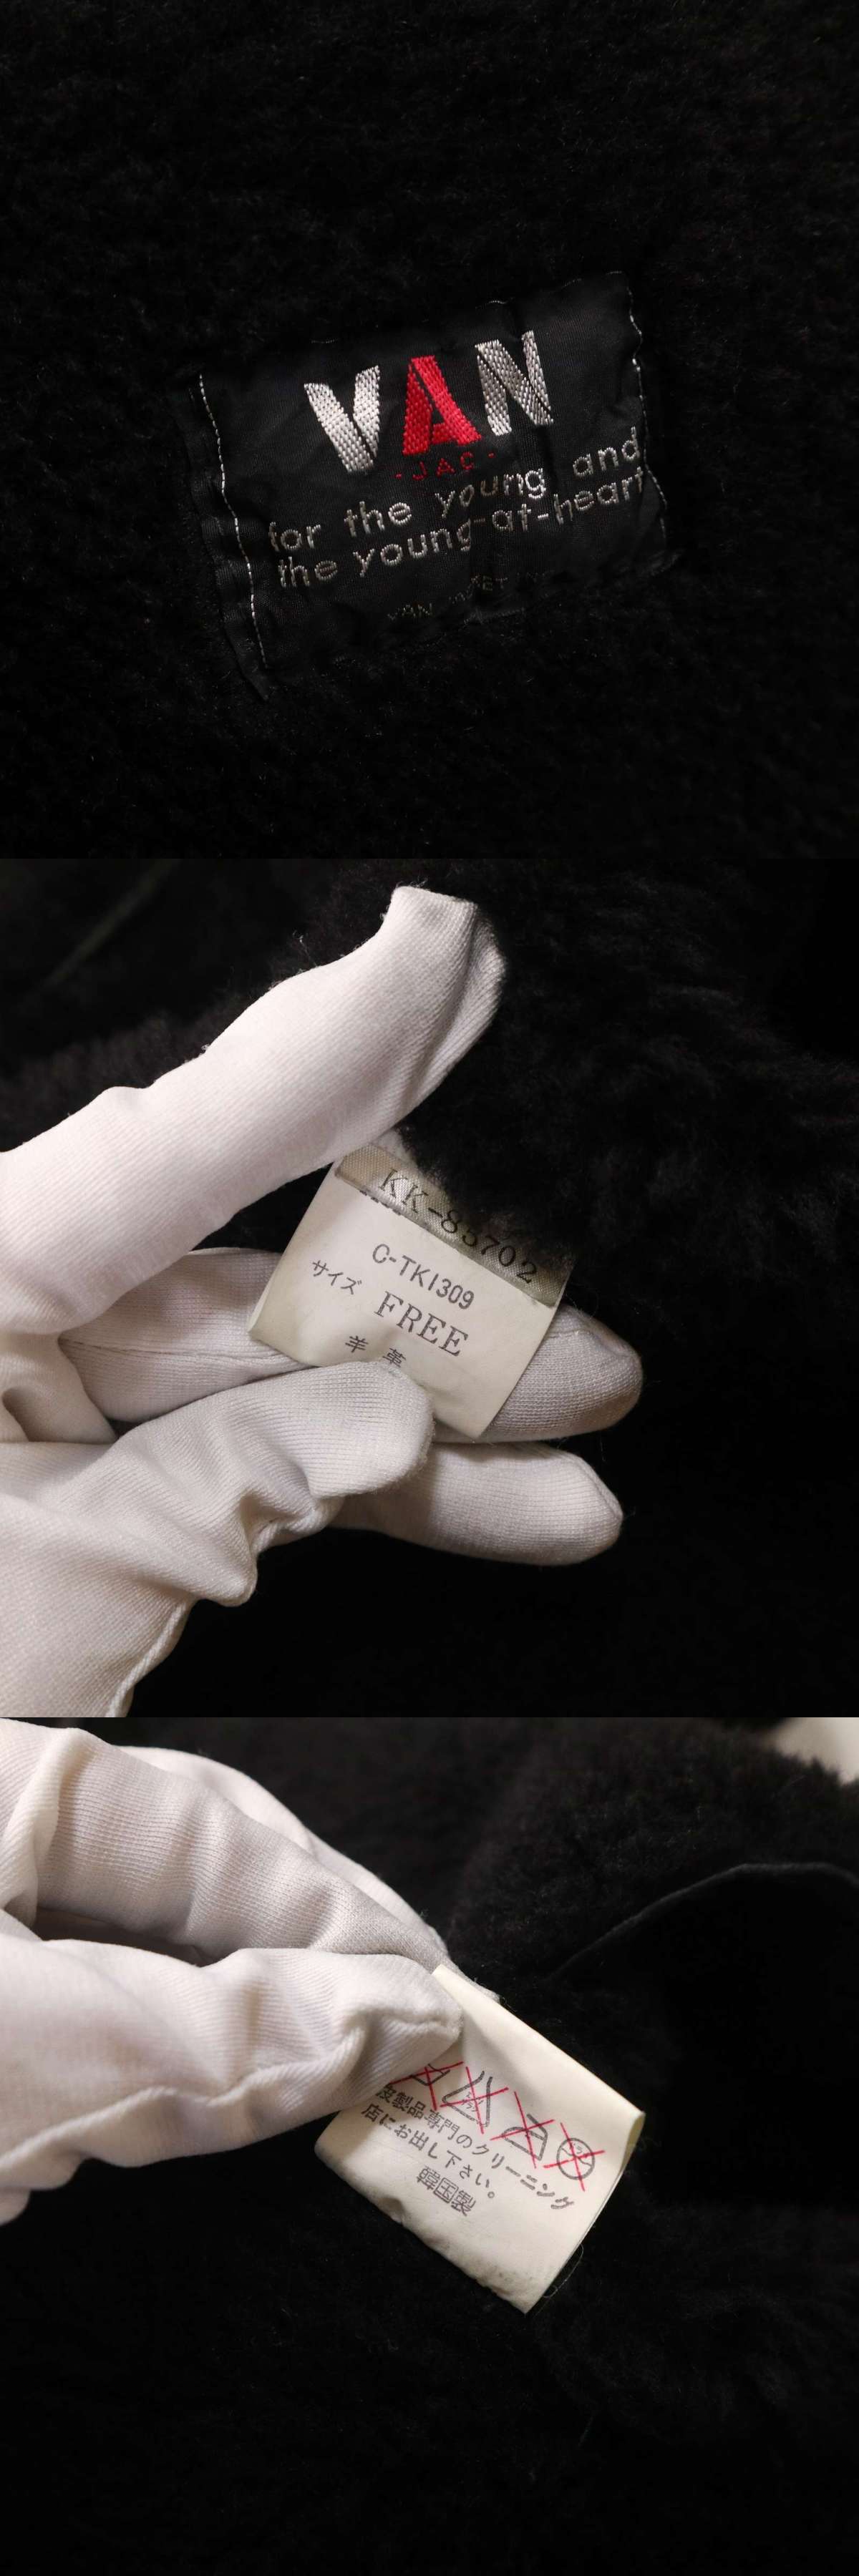 VAN
-JAC-
for the young and
the young-at-heart
VAN
KK-85702
C-TK1309
サイズ FREE
羊革
皮製品専門のクリーニング
店にお出し下さい。
韓国製